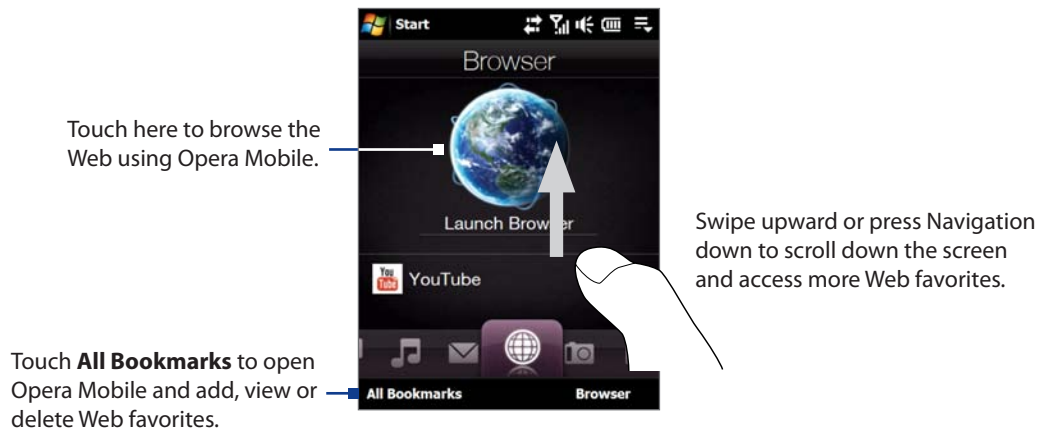 Start
Browser
Touch here to browse the
Web using Opera Mobile.
Launch Browser
Swipe upward or press Navigation
down to scroll down the screen
and access more Web favorites.
You
Tube
YouTube
Touch All Bookmarks to open
Opera Mobile and add, view or
delete Web favorites.
All Bookmarks
Browser